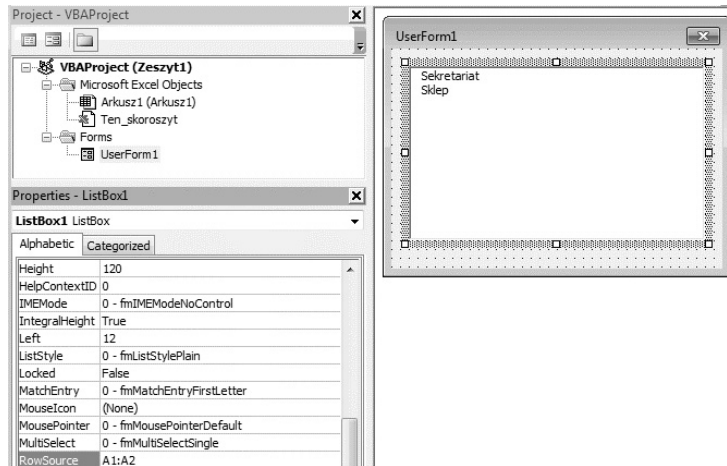 Project - VBAProject
VBAProject (Zeszyt1)
Microsoft Excel Objects
Arkusz1 (Arkusz1)
Ten_skoroszyt
Forms
UserForm1
Properties - ListBox1
ListBox1 ListBox
Alphabetic Categorized
Height 120
HelpContextID 0
IMEMode 0 - fmIMEModeNoControl
IntegralHeight True
Left 12
ListStyle 0 - fmListStylePlain
Locked False
MatchEntry 0 - fmMatchEntryFirstLetter
MouseIcon (None)
MousePointer 0 - fmMousePointerDefault
MultiSelect 0 - fmMultiSelectSingle
RowSource A1:A2
UserForm1
Sekretariat
Sklep